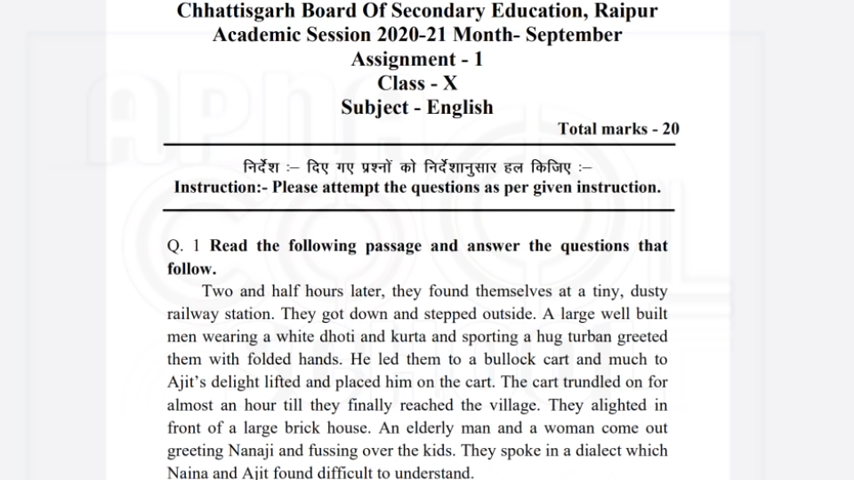 Chhattisgarh Board Of Secondary Education, Raipur
Academic Session 2020-21 Month- September
Assignment - 1
Class - X
Subject - English
Total marks - 20
निर्देश :– दिए गए प्रश्नों को निर्देशानुसार हल किजिए :–
Instruction:- Please attempt the questions as per given instruction.
Q. 1 Read the following passage and answer the questions that
follow.
Two and half hours later, they found themselves at a tiny, dusty
railway station. They got down and stepped outside. A large well built
men wearing a white dhoti and kurta and sporting a hug turban greeted
them with folded hands. He led them to a bullock cart and much to
Ajit's delight lifted and placed him on the cart. The cart trundled on for
almost an hour till they finally reached the village. They alighted in
front of a large brick house. An elderly man and a woman come out
greeting Nanaji and fussing over the kids. They spoke in a dialect which
Naina and Ajit found difficult to understand.